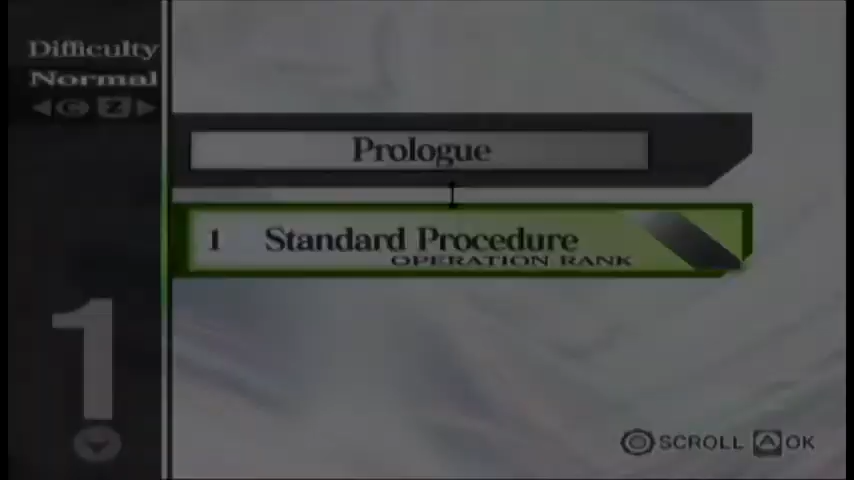 Difficulty
Normal
C Z
Prologue
1 Standard Procedure
OPERATION RANK
1
SCROLL A OK